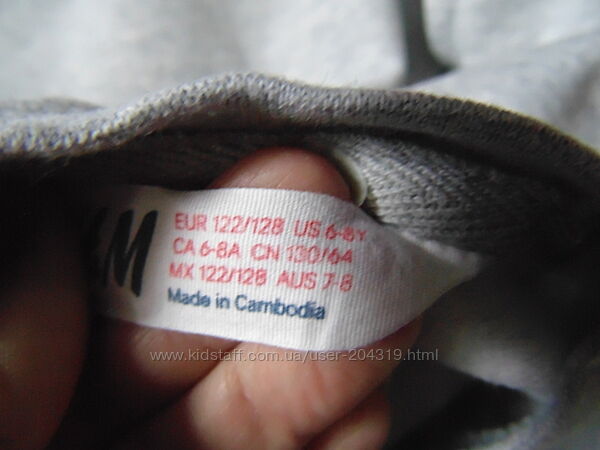 &M
EUR 122/128 US 6-8Y
CA 6-8A CN 130/64
MX 122/128 AUS 7-8
Made in Cambodia
www.kidstaff.com.ua/user-204319.html